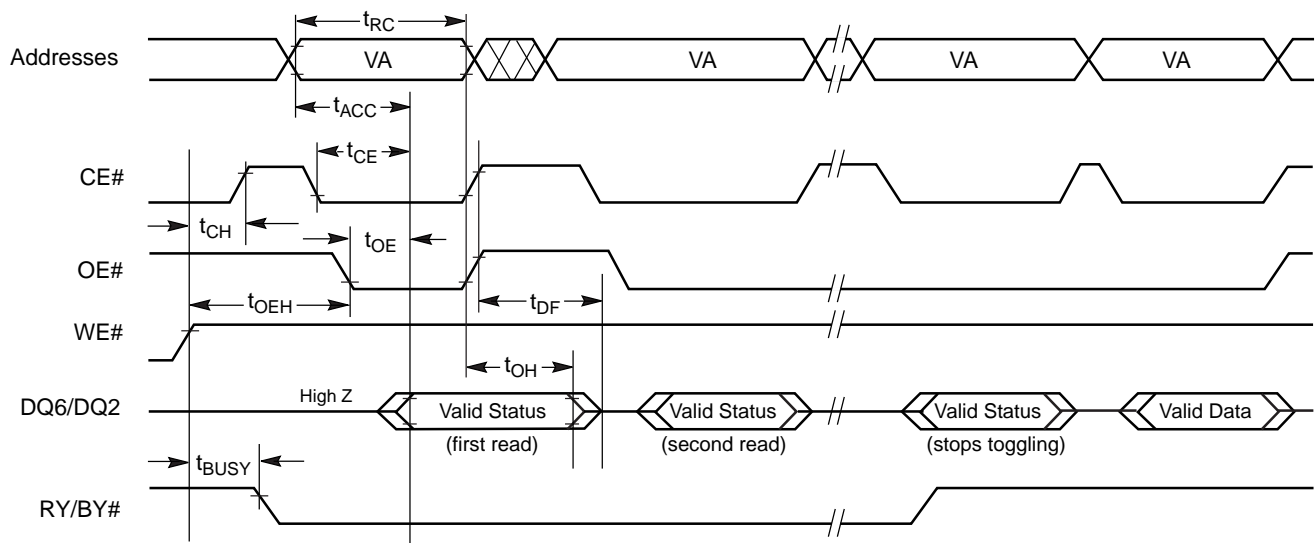 tRC
Addresses VA VA VA VA
tACC
tCE
CE#
tCH tOE
OE#
tOEH tDF
WE#
tOH
DQ6/DQ2 High Z Valid Status Valid Status Valid Status Valid Data
(first read) (second read) (stops toggling)
tBUSY
RY/BY#